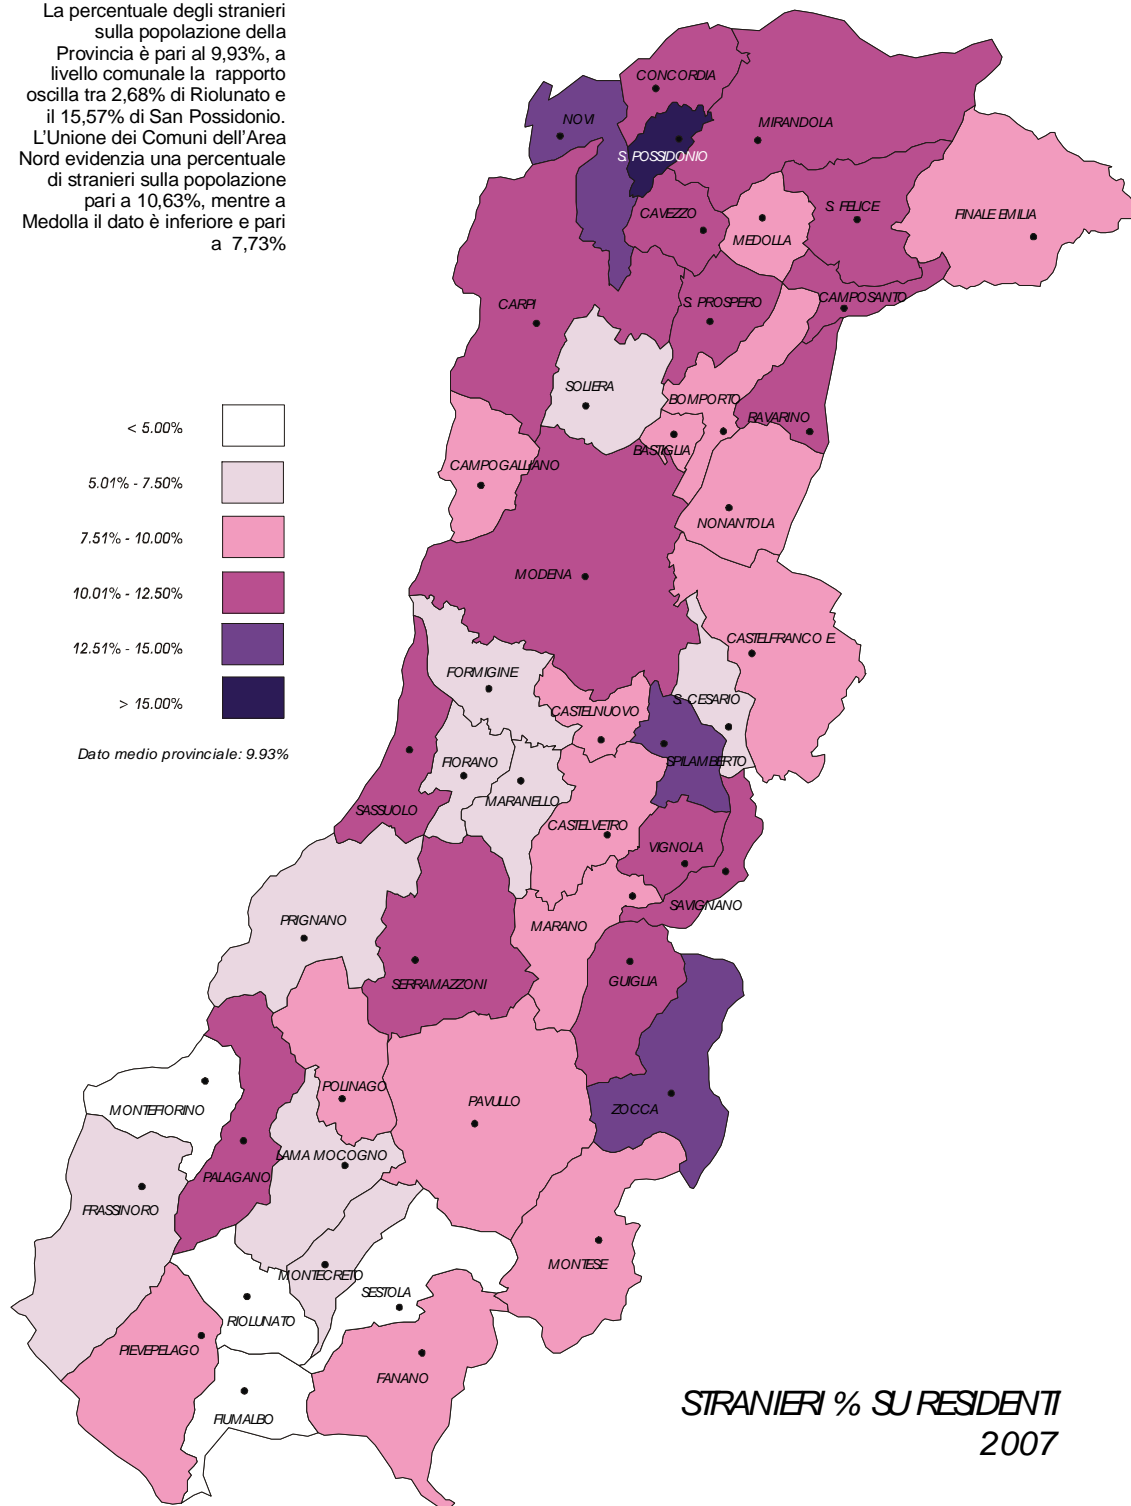 La percentuale degli stranieri
sulla popolazione della
Provincia è pari al 9,93%, a
livello comunale la rapporto
oscilla tra 2,68% di Riolunato e
il 15,57% di San Possidonio.
L'Unione dei Comuni dell'Area
Nord evidenzia una percentuale
di stranieri sulla popolazione
pari a 10,63%, mentre a
Medolla il dato è inferiore e pari
a 7,73%
CONCORDIA
NOVI
MIRANDOLA
S. POSSIDONIO
CAVEZZO
S. FELICE
FINALE EMILIA
MEDOLLA
CARPI
S. PROSPERO
CAMPOSANTO
SOLIERA
BOMPORTO
RAVARINO
BASTIGLIA
CAMPOGALLIANO
NONANTOLA
MODENA
CASTELFRANCO E.
FORMIGINE
S. CESARIO
CASTELNUOVO
FIORANO
SPILAMBERTO
MARANELLO
SASSUOLO
CASTELVETRO
VIGNOLA
SAVIGNANO
PRIGNANO
MARANO
SERRAMAZZONI
GUIGLIA
POLINAGO
PAVULLO
ZOCCA
MONTEFIORINO
LAMA MOCOGNO
PALAGANO
FRASSINORO
MONTESE
MONTECRETO
SESTOLA
RIOLUNATO
PIEVEPELAGO
FANANO
FIUMALBO
< 5.00%
5.01% - 7.50%
7.51% - 10.00%
10.01% - 12.50%
12.51% - 15.00%
> 15.00%
Dato medio provinciale: 9.93%
STRANIERI % SU RESIDENTI
2007